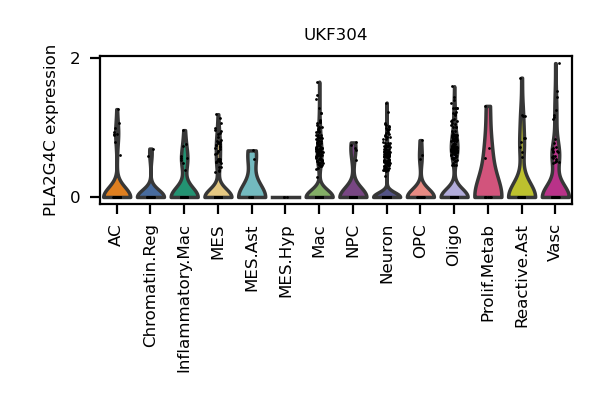 UKF304
PLA2G4C expression
2
0
AC
Chromatin.Reg
Inflammatory.Mac
MES
MES.Ast
MES.Hyp
Mac
NPC
Neuron
OPC
Oligo
Prolif.Metab
Reactive.Ast
Vasc